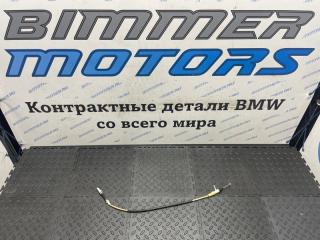 BIMMER
MOTORS
Контрактные детали BMW
со всего мира